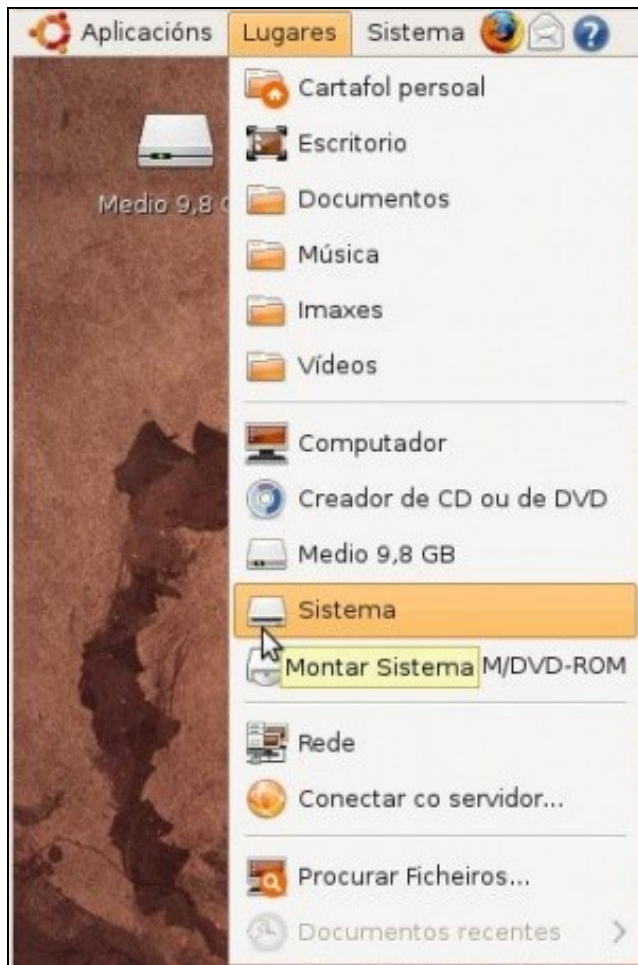 Aplicacións Lugares Sistema
Medio 9,8
Cartafol persoal
Escritorio
Documentos
Música
Imaxes
Vídeos
Computador
Creador de CD ou de DVD
Medio 9,8 GB
Sistema
Montar Sistema M/DVD-ROM
Rede
Conectar co servidor...
Procurar Ficheiros...
Documentos recentes